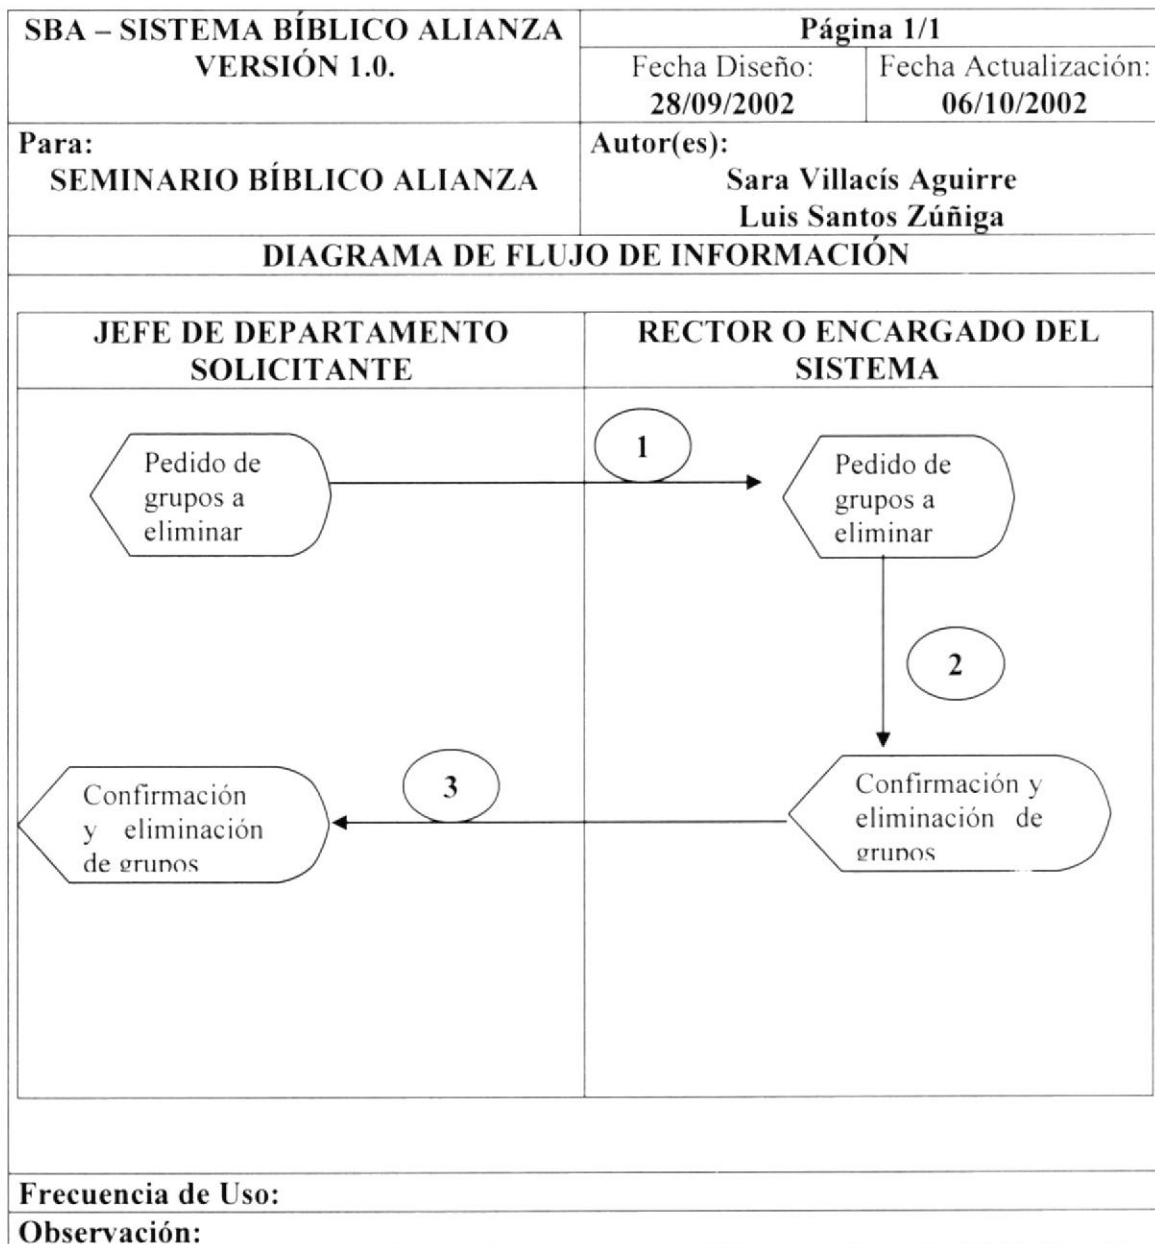 SBA – SISTEMA BÍBLICO ALIANZA
VERSIÓN 1.0.
Página 1/1
Fecha Diseño:
28/09/2002
Fecha Actualización:
06/10/2002
Para:
SEMINARIO BÍBLICO ALIANZA
Autor(es):
Sara Villacís Aguirre
Luis Santos Zúñiga
DIAGRAMA DE FLUJO DE INFORMACIÓN
JEFE DE DEPARTAMENTO
SOLICITANTE
RECTOR O ENCARGADO DEL
SISTEMA
Pedido de
grupos a
eliminar
1
Pedido de
grupos a
eliminar
2
Confirmación y
eliminación de
grupos
3
Confirmación
y eliminación
de grupos
Frecuencia de Uso:
Observación: